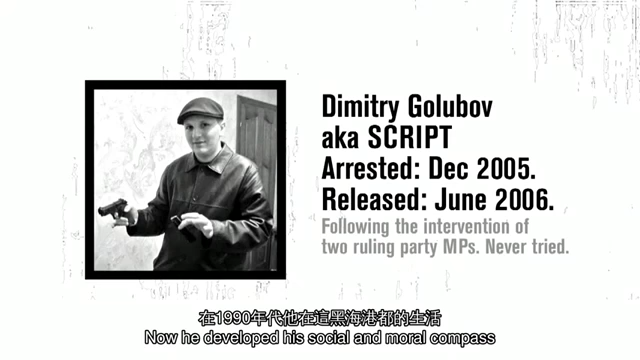 Dimitry Golubov
aka SCRIPT
Arrested: Dec 2005.
Released: June 2006.
Following the intervention of
two ruling party MPs. Never tried.
在1990年代他在這黑海港都的生活
Now he developed his social and moral compass